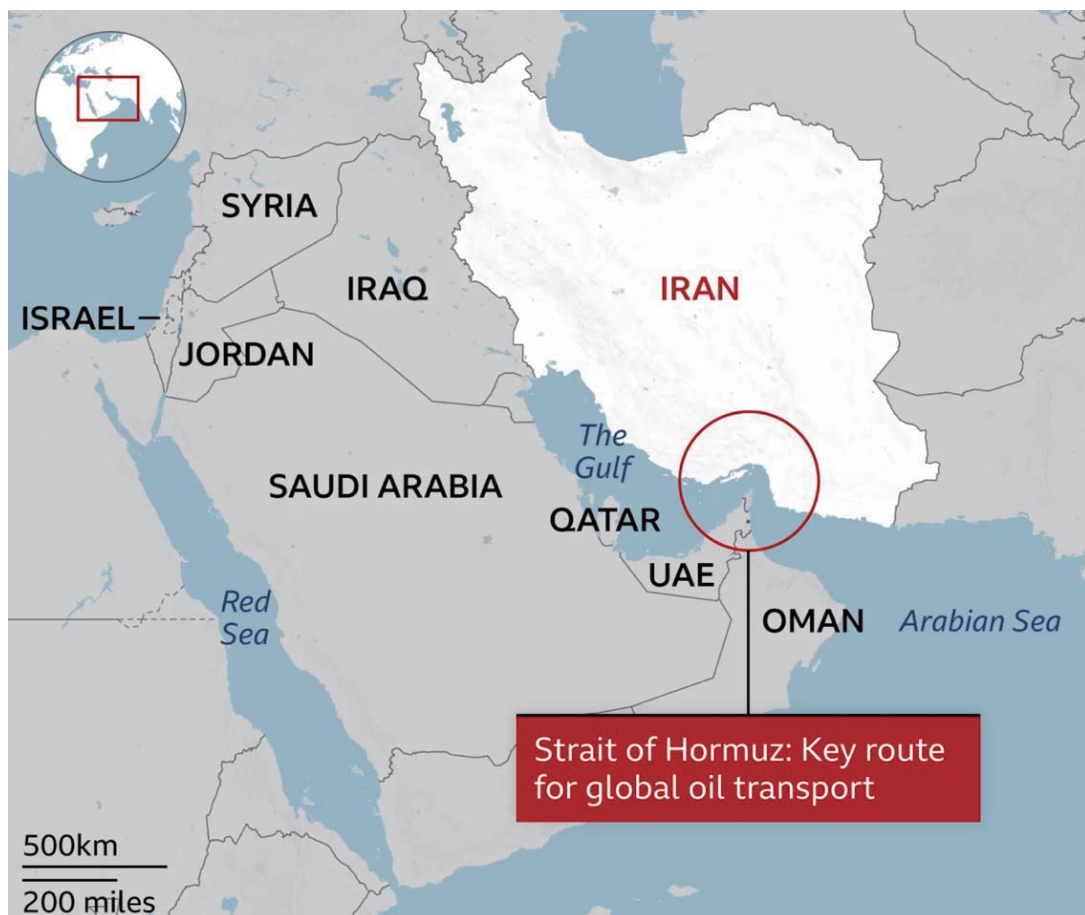 SYRIA
IRAQ
IRAN
ISRAEL
JORDAN
The
Gulf
SAUDI ARABIA
QATAR
UAE
Red
Sea
OMAN
Arabian Sea
Strait of Hormuz: Key route
for global oil transport
500km
200 miles